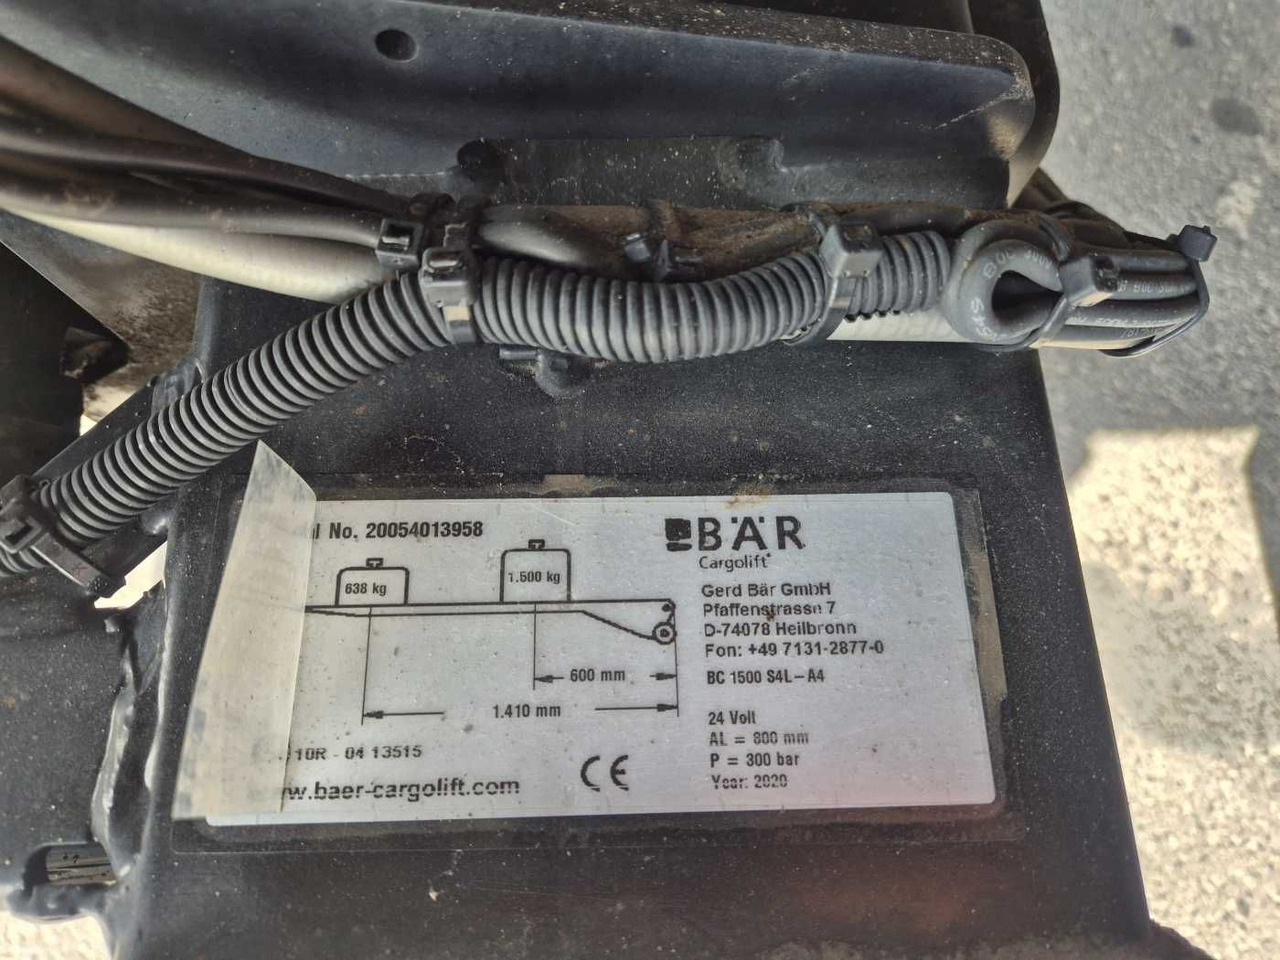 l No. 20054013958
638 kg
1.500 kg
600 mm
1.410 mm
10R - 04 13515
w.baer-cargolift.com
CE
BÄR
Cargolift
Gerd Bär GmbH
Pfaffenstrasse 7
D-74078 Heilbronn
Fon: +49 7131-2877-0
BC 1500 S4L-A4
24 Volt
AL = 800 mm
P = 300 bar
Year: 2020